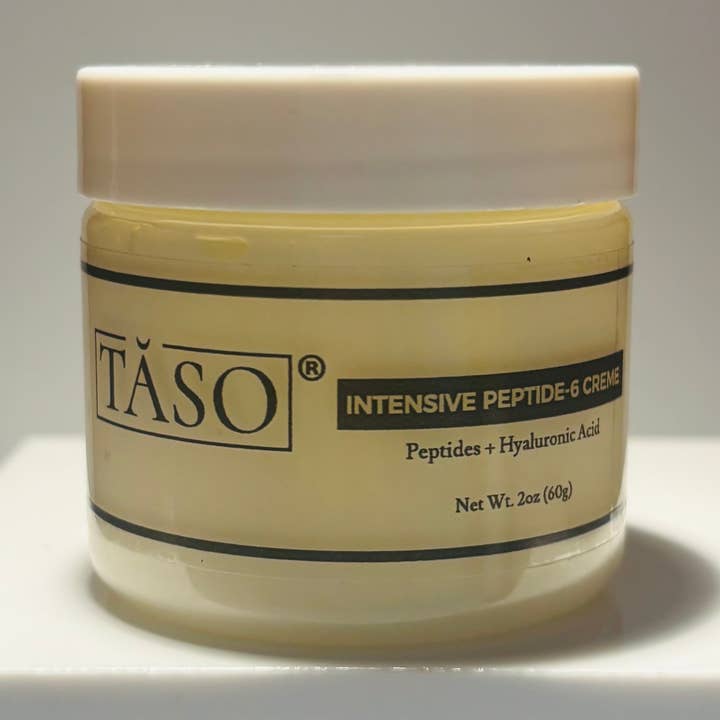 TĂSO®
INTENSIVE PEPTIDE-6 CREME
Peptides + Hyaluronic Acid
Net Wt. 2oz (60g)